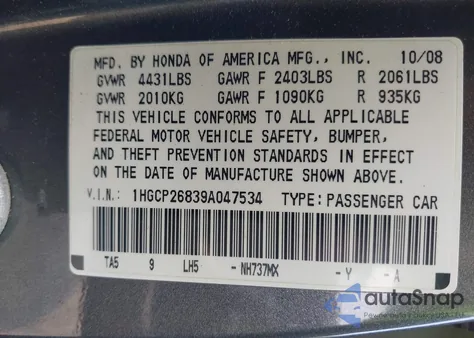 MFD. BY HONDA OF AMERICA MFG., INC. 10/08
GVWR 4431LBS GAWR F 2403LBS R 2061LBS
GVWR 2010KG GAWR F 1090KG R 935KG
THIS VEHICLE CONFORMS TO ALL APPLICABLE
FEDERAL MOTOR VEHICLE SAFETY, BUMPER,
AND THEFT PREVENTION STANDARDS IN EFFECT
ON THE DATE OF MANUFACTURE SHOWN ABOVE.
V.I.N.: 1HGCP26839A047534 TYPE: PASSENGER CAR
TA5 9 LH5 -NH737MX -Y -A
autoSnap